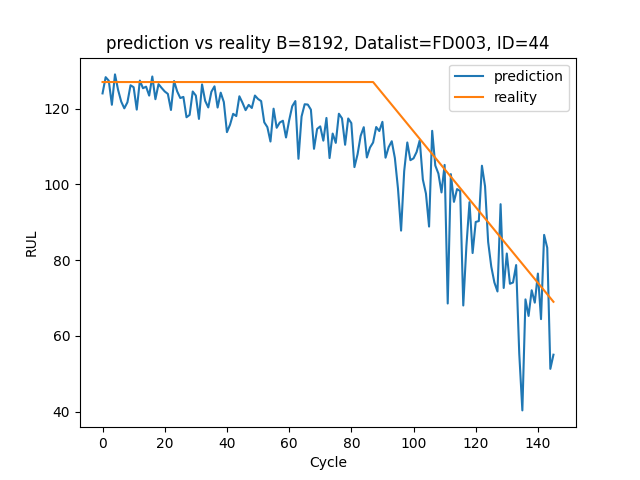 prediction vs reality B=8192, Datalist=FD003, ID=44
prediction
reality
RUL
120
100
80
60
40
0 20 40 60 80 100 120 140
Cycle